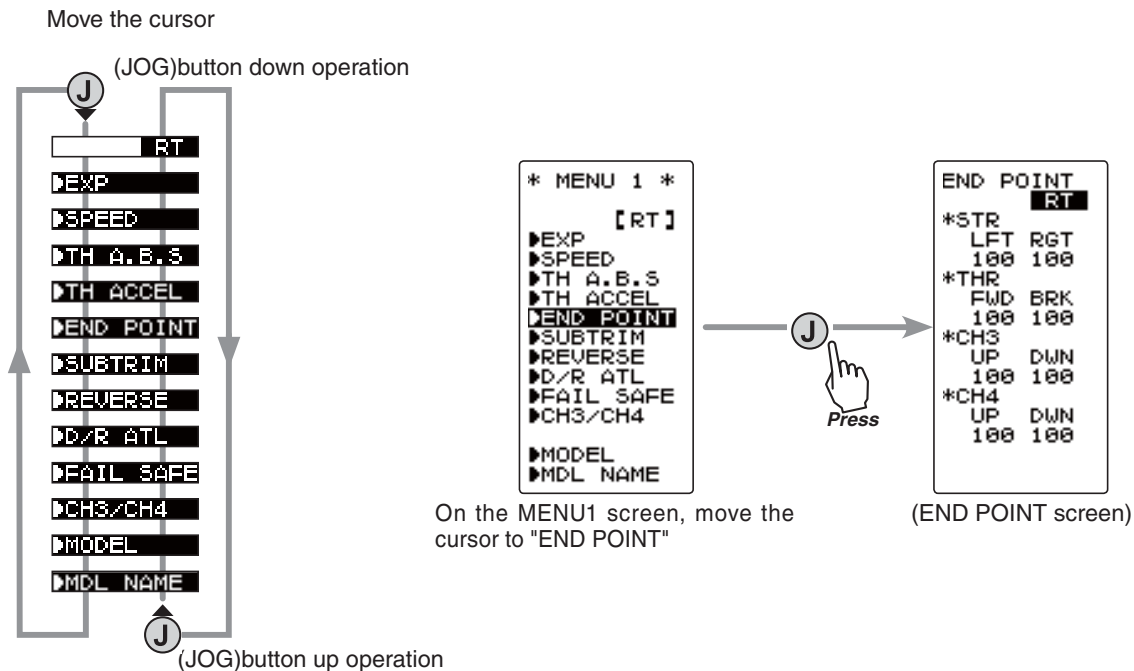 Move the cursor
(JOG)button down operation
J
RT
▶EXP
▶SPEED
▶TH A.B.S
▶TH ACCEL
▶END POINT
▶SUBTRIM
▶REVERSE
▶D/R ATL
▶FAIL SAFE
▶CH3/CH4
▶MODEL
▶MDL NAME
J
(JOG)button up operation
* MENU 1 *
[RT]
▶EXP
▶SPEED
▶TH A.B.S
▶TH ACCEL
▶END POINT
▶SUBTRIM
▶REVERSE
▶D/R ATL
▶FAIL SAFE
▶CH3/CH4
▶MODEL
▶MDL NAME
On the MENU1 screen, move the
cursor to "END POINT"
J
Press
END POINT
RT
*STR
LFT RGT
100 100
*THR
FWD BRK
100 100
*CH3
UP DWN
100 100
*CH4
UP DWN
100 100
(END POINT screen)